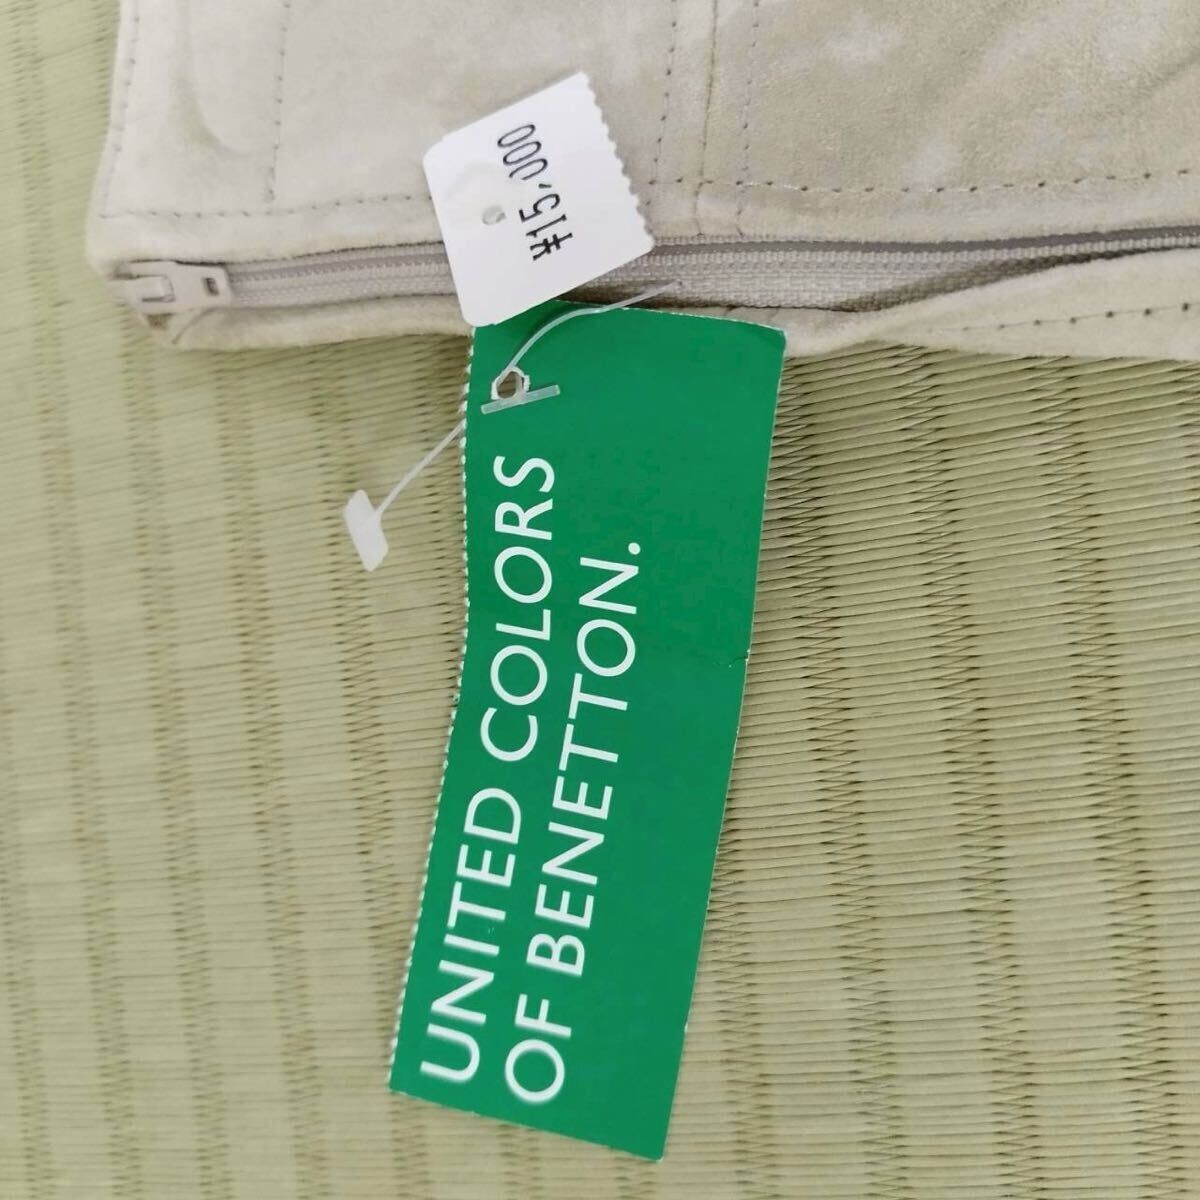 ¥15,000
UNITED COLORS
OF BENETTON.